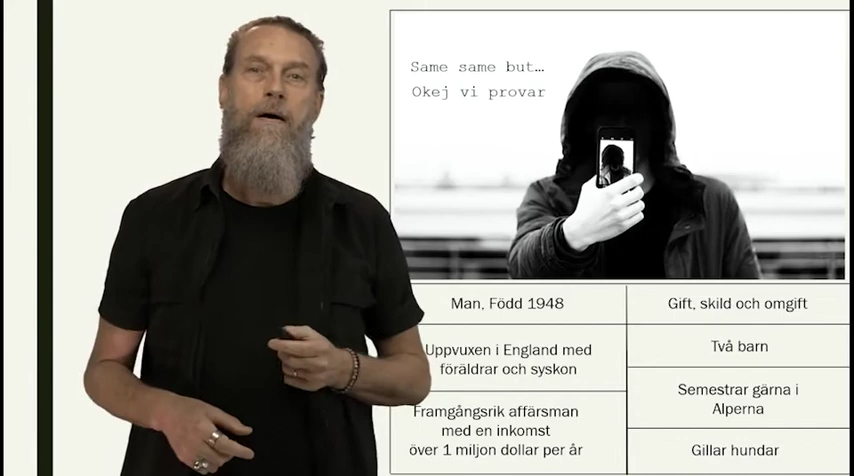 Same same but…
Okej vi provar
Man, Född 1948
Uppvuxen i England med
föräldrar och syskon
Framgångsrik affärsman
med en inkomst
över 1 miljon dollar per år
Gift, skild och omgift
Två barn
Semestrar gärna i
Alperna
Gillar hundar